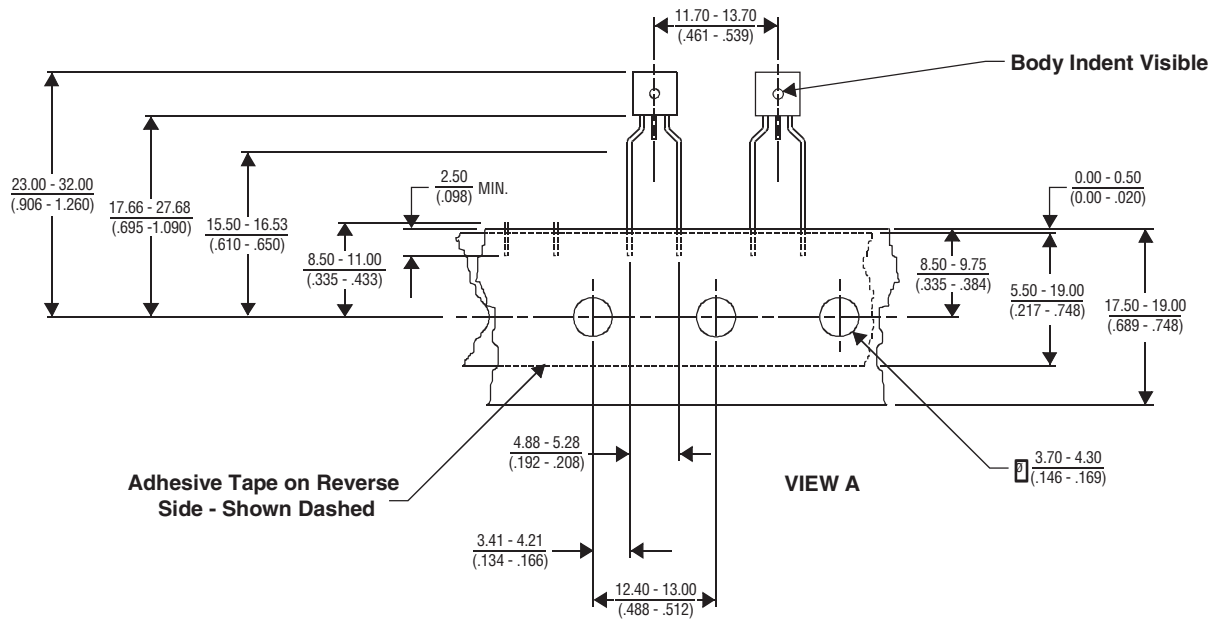 11.70 - 13.70
(.461 - .539)
Body Indent Visible
23.00 - 32.00
(.906 - 1.260)
17.66 - 27.68
(.695 -1.090)
15.50 - 16.53
(.610 - .650)
2.50
(.098)
MIN.
8.50 - 11.00
(.335 - .433)
0.00 - 0.50
(0.00 - .020)
8.50 - 9.75
(.335 - .384)
5.50 - 19.00
(.217 - .748)
17.50 - 19.00
(.689 - .748)
4.88 - 5.28
(.192 - .208)
Ø 3.70 - 4.30
(.146 - .169)
Adhesive Tape on Reverse
Side - Shown Dashed
VIEW A
3.41 - 4.21
(.134 - .166)
12.40 - 13.00
(.488 - .512)